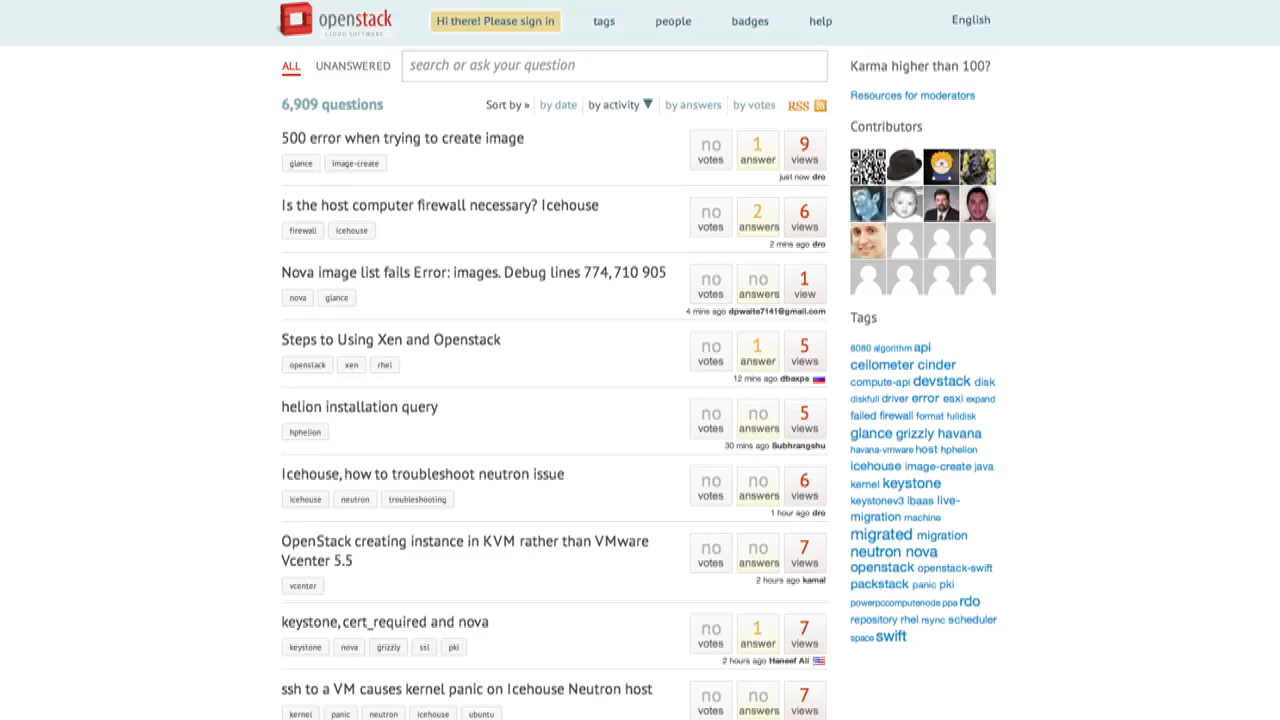 openstack
CLOUD SOFTWARE
Hi there! Please sign in
tags
people
badges
help
English
ALL
UNANSWERED
search or ask your question
6,909 questions
Sort by »
by date
by activity ▼
by answers
by votes
RSS
500 error when trying to create image
glance
image-create
no votes
1 answer
9 views
just now dro
Is the host computer firewall necessary? Icehouse
firewall
icehouse
no votes
2 answers
6 views
2 mins ago dro
Nova image list fails Error: images. Debug lines 774,710 905
nova
glance
no votes
no answers
1 view
4 mins ago dpwaite7141@gmail.com
Steps to Using Xen and Openstack
openstack
xen
rhel
no votes
1 answer
5 views
12 mins ago dbaxps
helion installation query
hphelion
no votes
no answers
5 views
30 mins ago Subhrangshu
Icehouse, how to troubleshoot neutron issue
icehouse
neutron
troubleshooting
no votes
no answers
6 views
1 hour ago dro
OpenStack creating instance in KVM rather than VMware
Vcenter 5.5
vcenter
no votes
no answers
7 views
2 hours ago kamal
keystone, cert_required and nova
keystone
nova
grizzly
ssl
pki
no votes
1 answer
7 views
2 hours ago Haneef Ali
ssh to a VM causes kernel panic on Icehouse Neutron host
kernel
panic
neutron
icehouse
ubuntu
no votes
no answers
7 views
Karma higher than 100?
Resources for moderators
Contributors
Tags
8080 algorithm api
ceilometer cinder
compute-api devstack disk
diskfull driver error esxi expand
failed firewall format fulldisk
glance grizzly havana
havana-vmware host hphelion
icehouse image-create java
kernel keystone
keystonev3 lbaas live-
migration machine
migrated migration
neutron nova
openstack openstack-swift
packstack panic pki
powerpccomputenode ppa rdo
repository rhel rsync scheduler
space swift